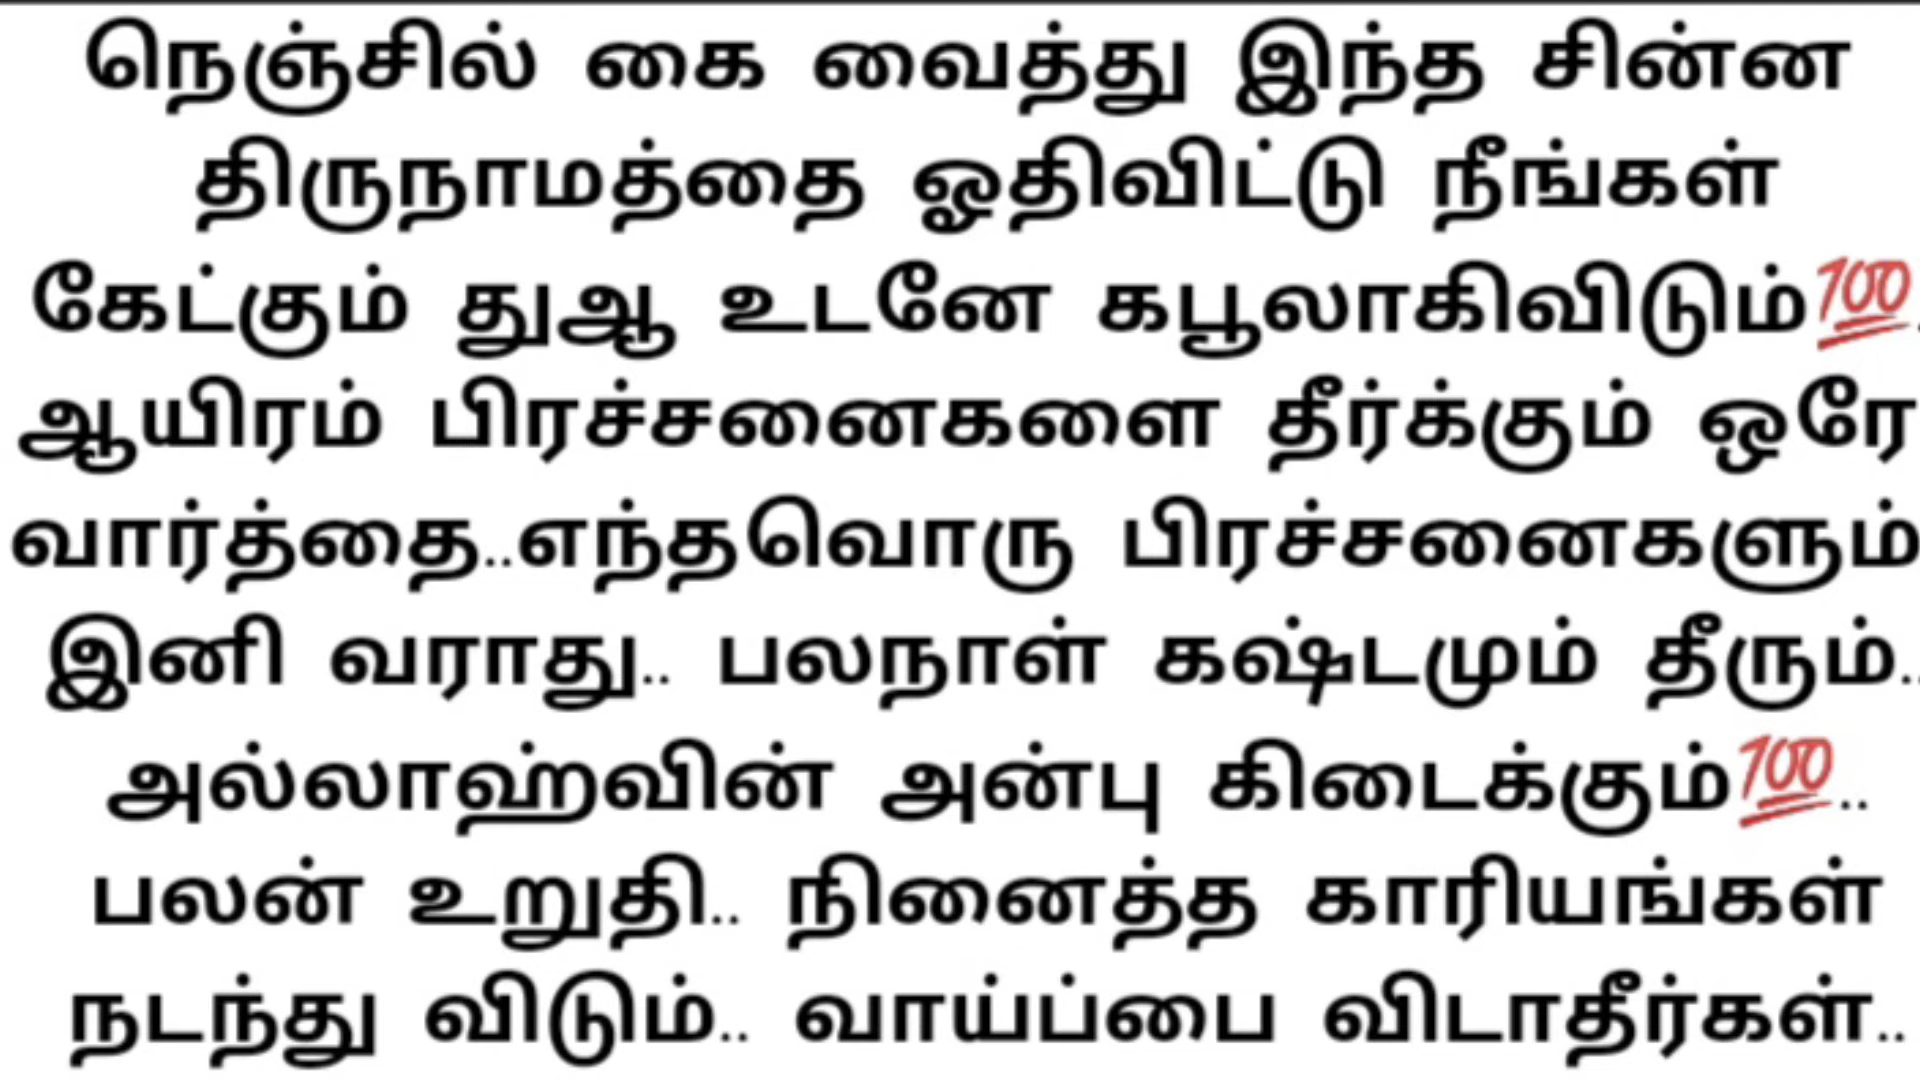 நெஞ்சில் கை வைத்து இந்த சின்ன
திருநாமத்தை ஓதிவிட்டு நீங்கள்
கேட்கும் துஆ உடனே கபூலாகிவிடும்💯.
ஆயிரம் பிரச்சனைகளை தீர்க்கும் ஒரே
வார்த்தை..எந்தவொரு பிரச்சனைகளும்
இனி வராது.. பலநாள் கஷ்டமும் தீரும்..
அல்லாஹ்வின் அன்பு கிடைக்கும்💯..
பலன் உறுதி.. நினைத்த காரியங்கள்
நடந்து விடும்.. வாய்ப்பை விடாதீர்கள்..